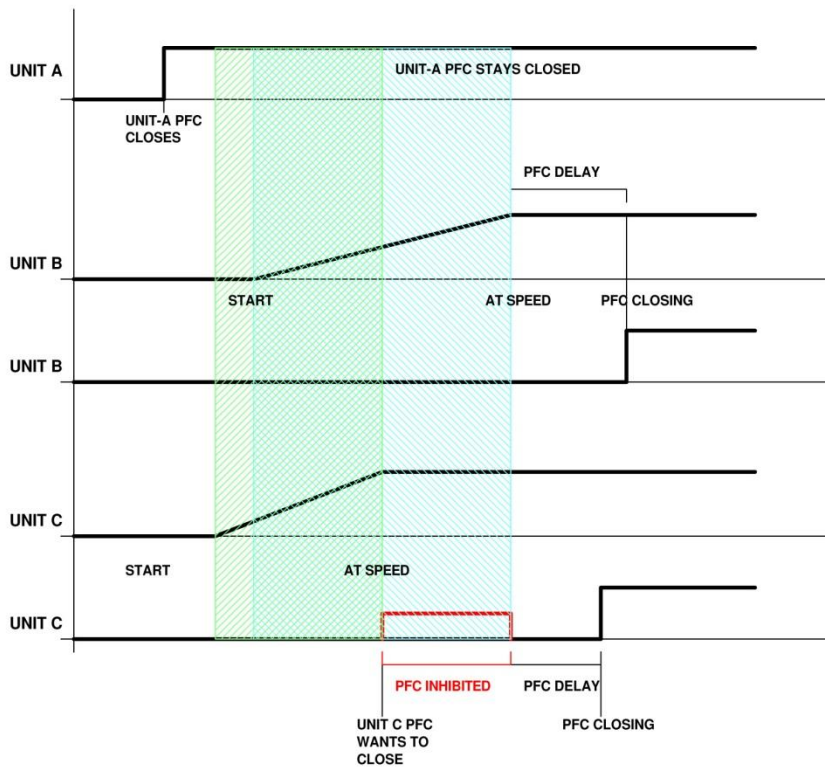 UNIT A
UNIT-A PFC STAYS CLOSED
UNIT-A PFC
CLOSES
PFC DELAY
UNIT B
START
AT SPEED
PFC CLOSING
UNIT B
UNIT C
START
AT SPEED
UNIT C
PFC INHIBITED
PFC DELAY
UNIT C PFC
WANTS TO
CLOSE
PFC CLOSING